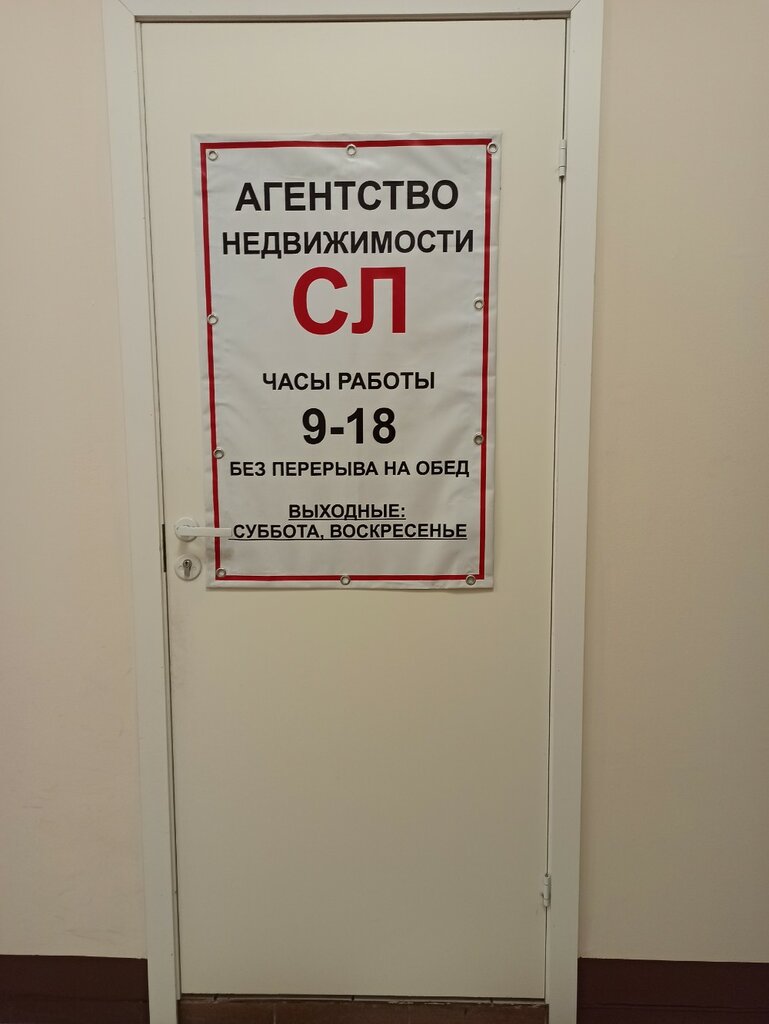 АГЕНТСТВО
НЕДВИЖИМОСТИ
СЛ
ЧАСЫ РАБОТЫ
9-18
БЕЗ ПЕРЕРЫВА НА ОБЕД
ВЫХОДНЫЕ:
СУББОТА, ВОСКРЕСЕНЬЕ